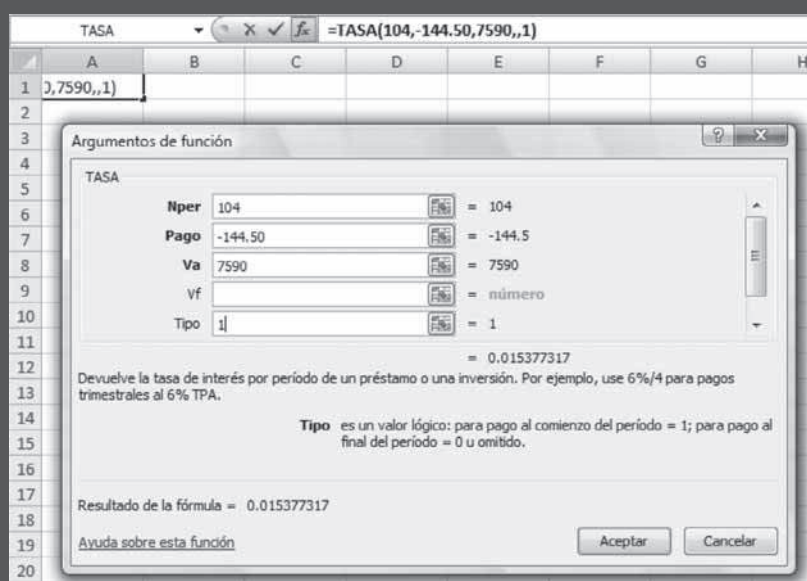 TASA =TASA(104,-144.50,7590,,1)
A B C D E F G H
1 0,7590,,1)
2
3
4
5
6
7
8
9
10
11
12
13
14
15
16
17
18
19
20
Argumentos de función
TASA
Nper 104 = 104
Pago -144.50 = -144.5
Va 7590 = 7590
Vf = número
Tipo 1 = 1
= 0.015377317
Devuelve la tasa de interés por período de un préstamo o una inversión. Por ejemplo, use 6%/4 para pagos
trimestrales al 6% TPA.
Tipo es un valor lógico: para pago al comienzo del período = 1; para pago al
final del período = 0 u omitido.
Resultado de la fórmula = 0.015377317
Ayuda sobre esta función Aceptar Cancelar